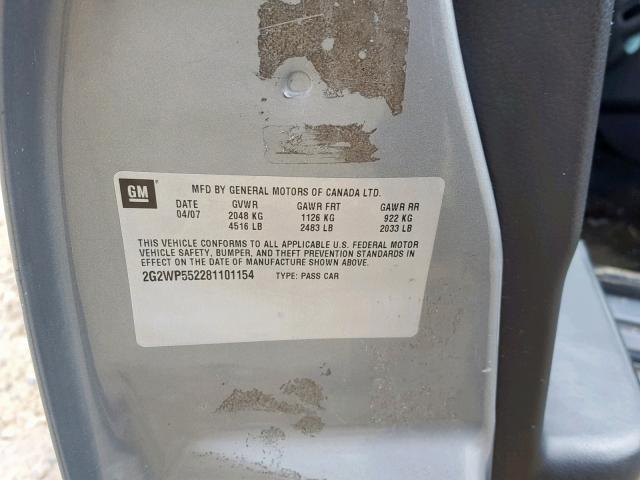 GM
MFD BY GENERAL MOTORS OF CANADA LTD.
DATE GVWR GAWR FRT GAWR RR
04/07 2048 KG 1126 KG 922 KG
4516 LB 2483 LB 2033 LB
THIS VEHICLE CONFORMS TO ALL APPLICABLE U.S. FEDERAL MOTOR
VEHICLE SAFETY, BUMPER, AND THEFT PREVENTION STANDARDS IN
EFFECT ON THE DATE OF MANUFACTURE SHOWN ABOVE.
2G2WP552281101154 TYPE: PASS CAR